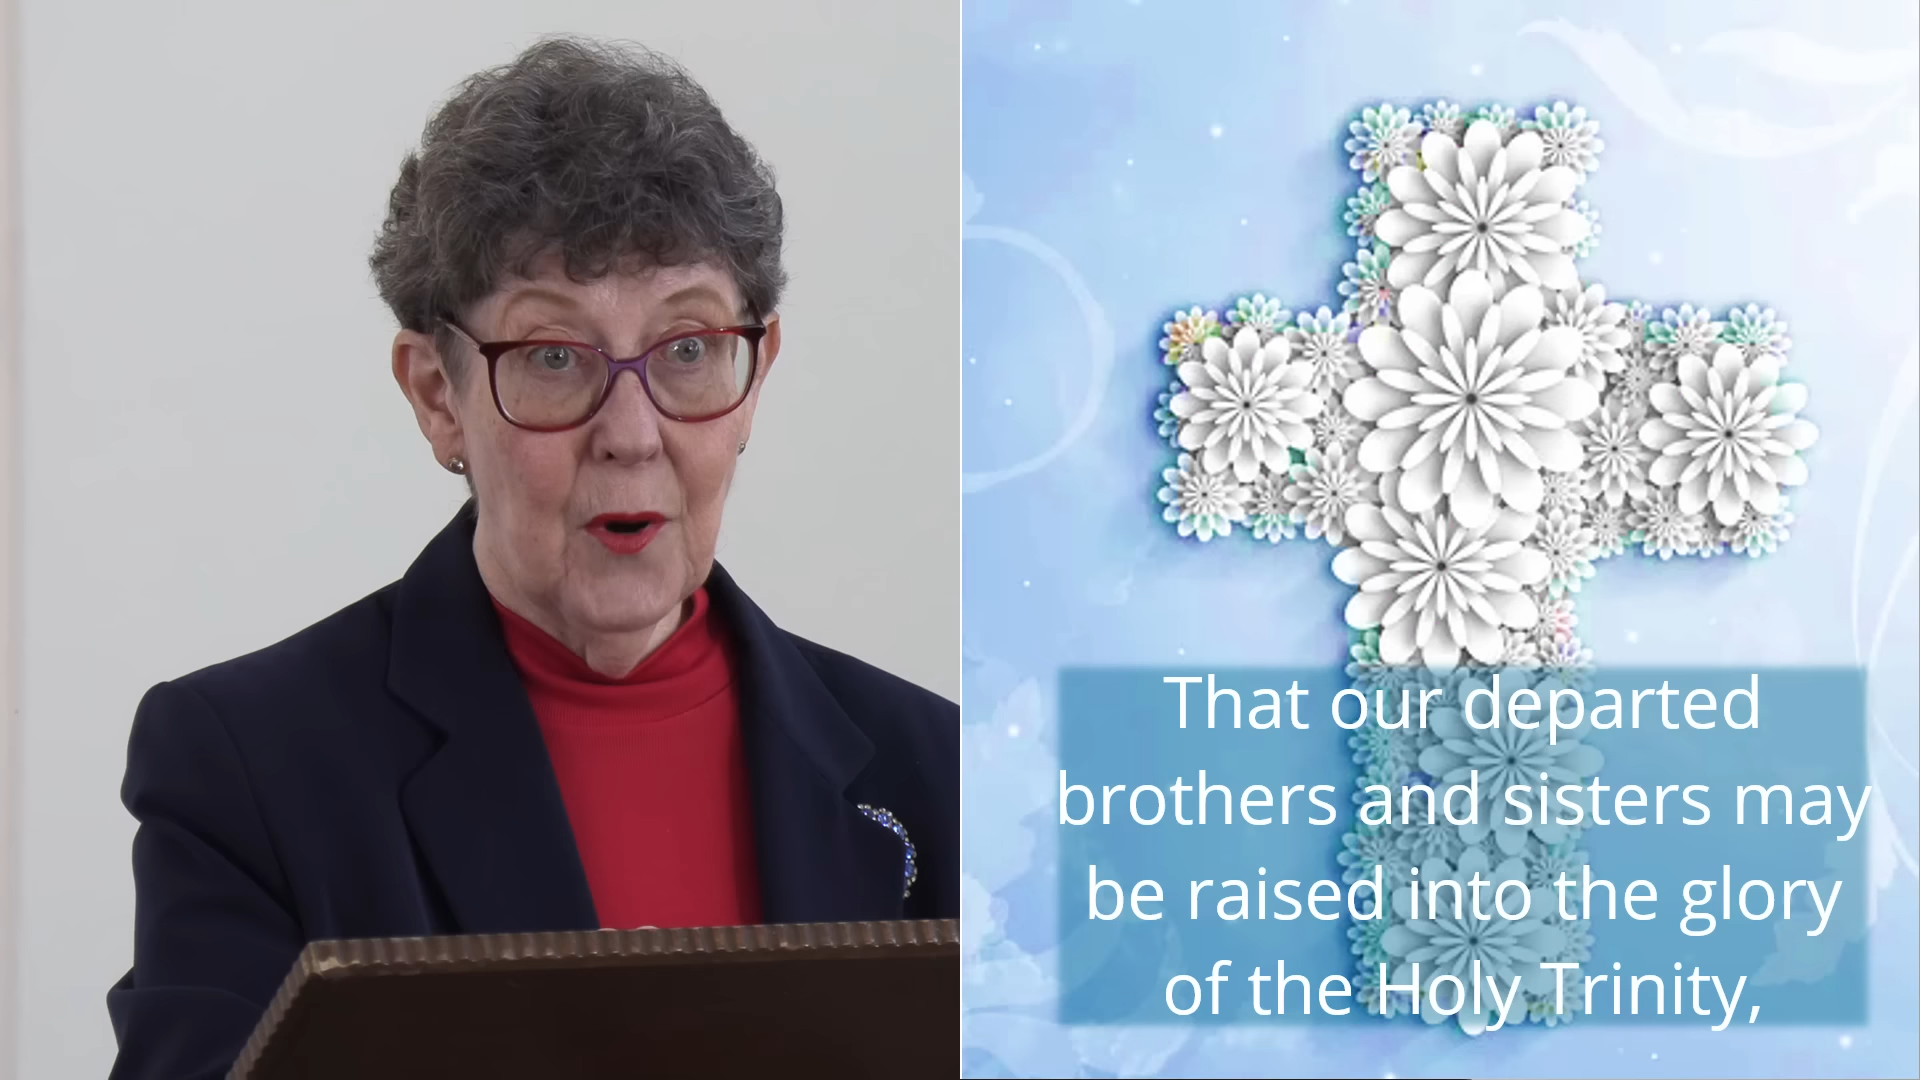 That our departed
brothers and sisters may
be raised into the glory
of the Holy Trinity,